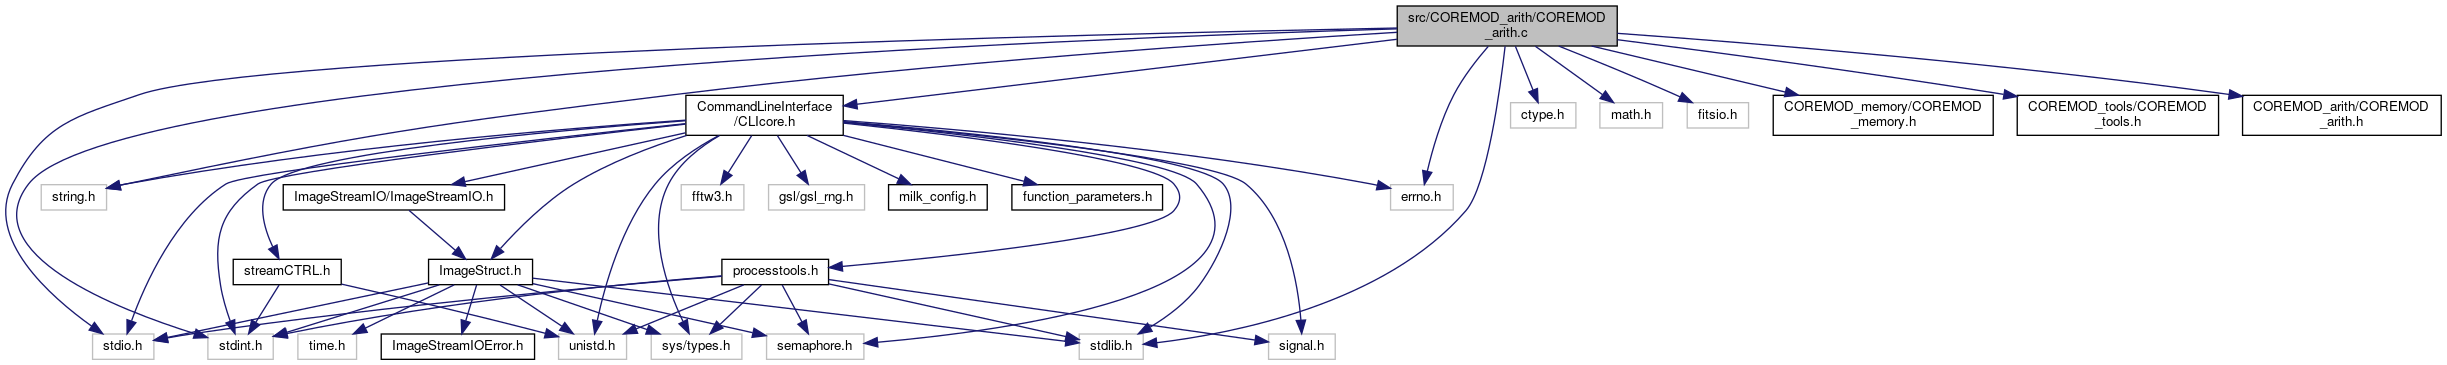 src/COREMOD_arith/COREMOD
_arith.c
CommandLineInterface
/CLIcore.h
ctype.h
math.h
fitsio.h
COREMOD_memory/COREMOD
_memory.h
COREMOD_tools/COREMOD
_tools.h
COREMOD_arith/COREMOD
_arith.h
string.h
ImageStreamIO/ImageStreamIO.h
fftw3.h
gsl/gsl_rng.h
milk_config.h
function_parameters.h
errno.h
streamCTRL.h
ImageStruct.h
processtools.h
stdio.h
stdint.h
time.h
ImageStreamIOError.h
unistd.h
sys/types.h
semaphore.h
stdlib.h
signal.h